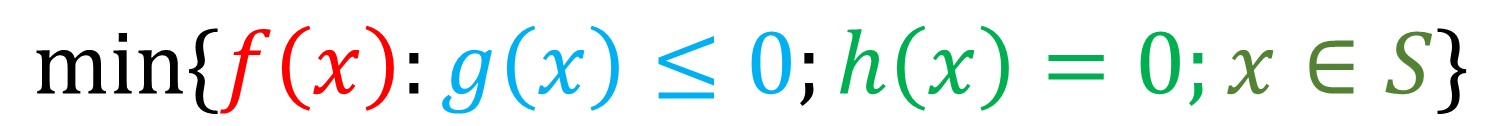 min{f(x): g(x) ≤ 0; h(x) = 0; x ∈ S}